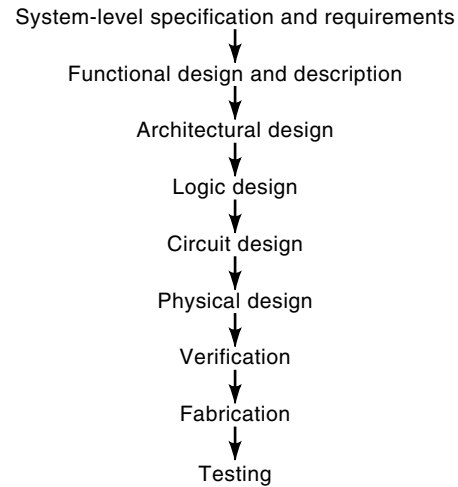 System-level specification and requirements
Functional design and description
Architectural design
Logic design
Circuit design
Physical design
Verification
Fabrication
Testing